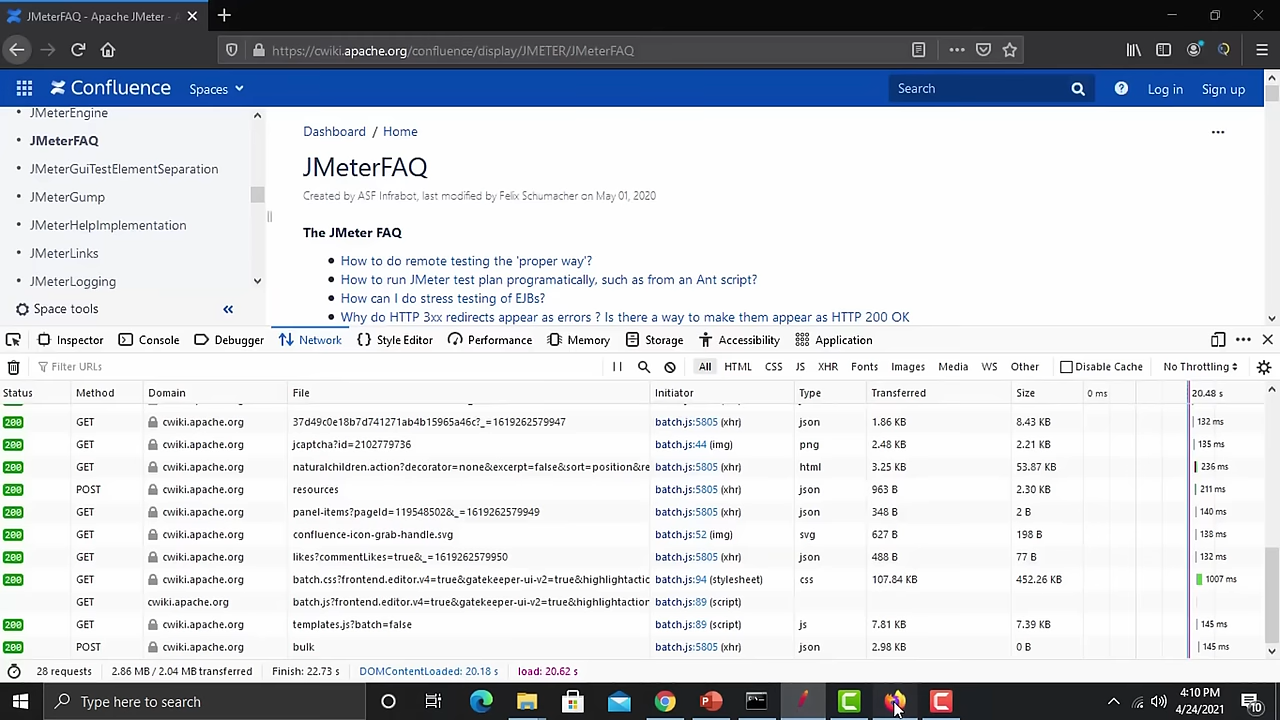 JMeterFAQ - Apache JMeter - A
https://cwiki.apache.org/confluence/display/JMETER/JMeterFAQ
Confluence Spaces Search Log in Sign up
JMeterEngine
JMeterFAQ
JMeterGuiTestElementSeparation
JMeterGump
JMeterHelpImplementation
JMeterLinks
JMeterLogging
Space tools
Dashboard / Home
JMeterFAQ
Created by ASF Infrabot, last modified by Felix Schumacher on May 01, 2020
The JMeter FAQ
How to do remote testing the 'proper way'?
How to run JMeter test plan programatically, such as from an Ant script?
How can I do stress testing of EJBs?
Why do HTTP 3xx redirects appear as errors ? Is there a way to make them appear as HTTP 200 OK
Inspector Console Debugger Network Style Editor Performance Memory Storage Accessibility Application
Filter URLs All HTML CSS JS XHR Fonts Images Media WS Other Disable Cache No Throttling
Status Method Domain File Initiator Type Transferred Size 0 ms 20.48 s
200 GET cwiki.apache.org 37d49c0e18b7d741271ab4b15965a46c?_=1619262579947 batch.js:5805 (xhr) json 1.86 KB 8.43 KB 132 ms
200 GET cwiki.apache.org jcaptcha?id=2102779736 batch.js:44 (img) png 2.48 KB 2.21 KB 135 ms
200 GET cwiki.apache.org naturalchildren.action?decorator=none&excerpt=false&sort=position&re batch.js:5805 (xhr) html 3.25 KB 53.87 KB 236 ms
200 POST cwiki.apache.org resources batch.js:5805 (xhr) json 963 B 2.30 KB 211 ms
200 GET cwiki.apache.org panel-items?pageId=119548502&_=1619262579949 batch.js:5805 (xhr) json 348 B 2 B 140 ms
200 GET cwiki.apache.org confluence-icon-grab-handle.svg batch.js:52 (img) svg 627 B 198 B 138 ms
200 GET cwiki.apache.org likes?commentLikes=true&_=1619262579950 batch.js:5805 (xhr) json 488 B 77 B 132 ms
200 GET cwiki.apache.org batch.css?frontend.editor.v4=true&gatekeeper-ui-v2=true&highlightactic batch.js:94 (stylesheet) css 107.84 KB 452.26 KB 1007 ms
GET cwiki.apache.org batch.js?frontend.editor.v4=true&gatekeeper-ui-v2=true&highlightaction batch.js:89 (script)
200 GET cwiki.apache.org templates.js?batch=false batch.js:89 (script) js 7.81 KB 7.39 KB 145 ms
200 POST cwiki.apache.org bulk batch.js:5805 (xhr) json 2.98 KB 0 B 145 ms
28 requests 2.86 MB / 2.04 MB transferred Finish: 22.73 s DOMContentLoaded: 20.18 s load: 20.62 s
Type here to search
4:10 PM
4/24/2021
10